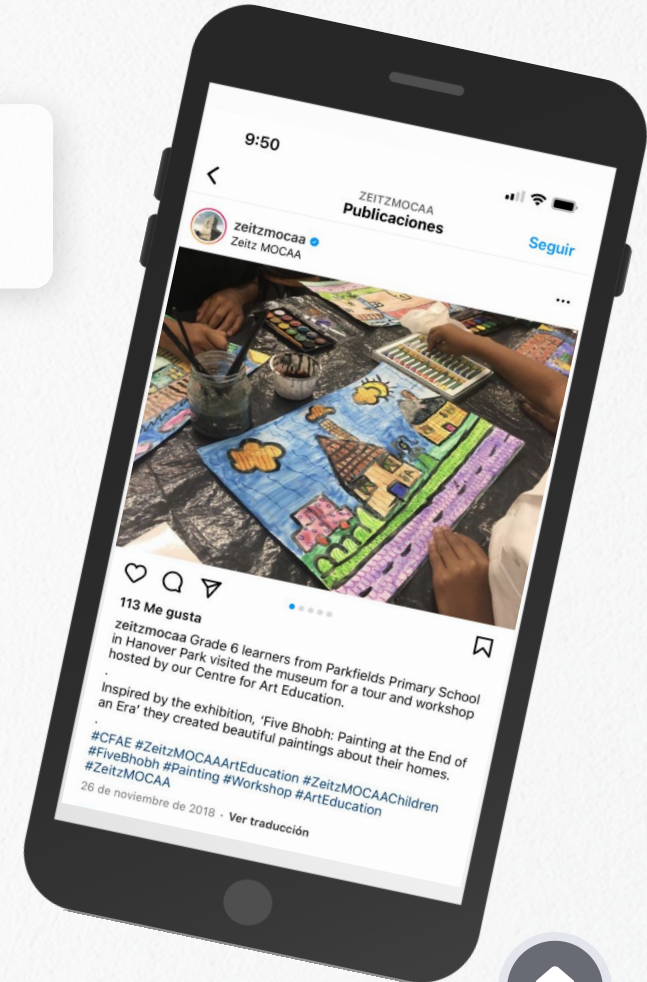 9:50
ZEITZMOCAA
Publicaciones
Seguir
zeitzmocaa
Zeitz MOCAA
113 Me gusta
zeitzmocaa Grade 6 learners from Parkfields Primary School
in Hanover Park visited the museum for a tour and workshop
hosted by our Centre for Art Education.
.
Inspired by the exhibition, ‘Five Bhobh: Painting at the End of
an Era’ they created beautiful paintings about their homes.
.
#CFAE #ZeitzMOCAAArtEducation #ZeitzMOCAAChildren
#FiveBhobh #Painting #Workshop #ArtEducation
#ZeitzMOCAA
26 de noviembre de 2018 · Ver traducción